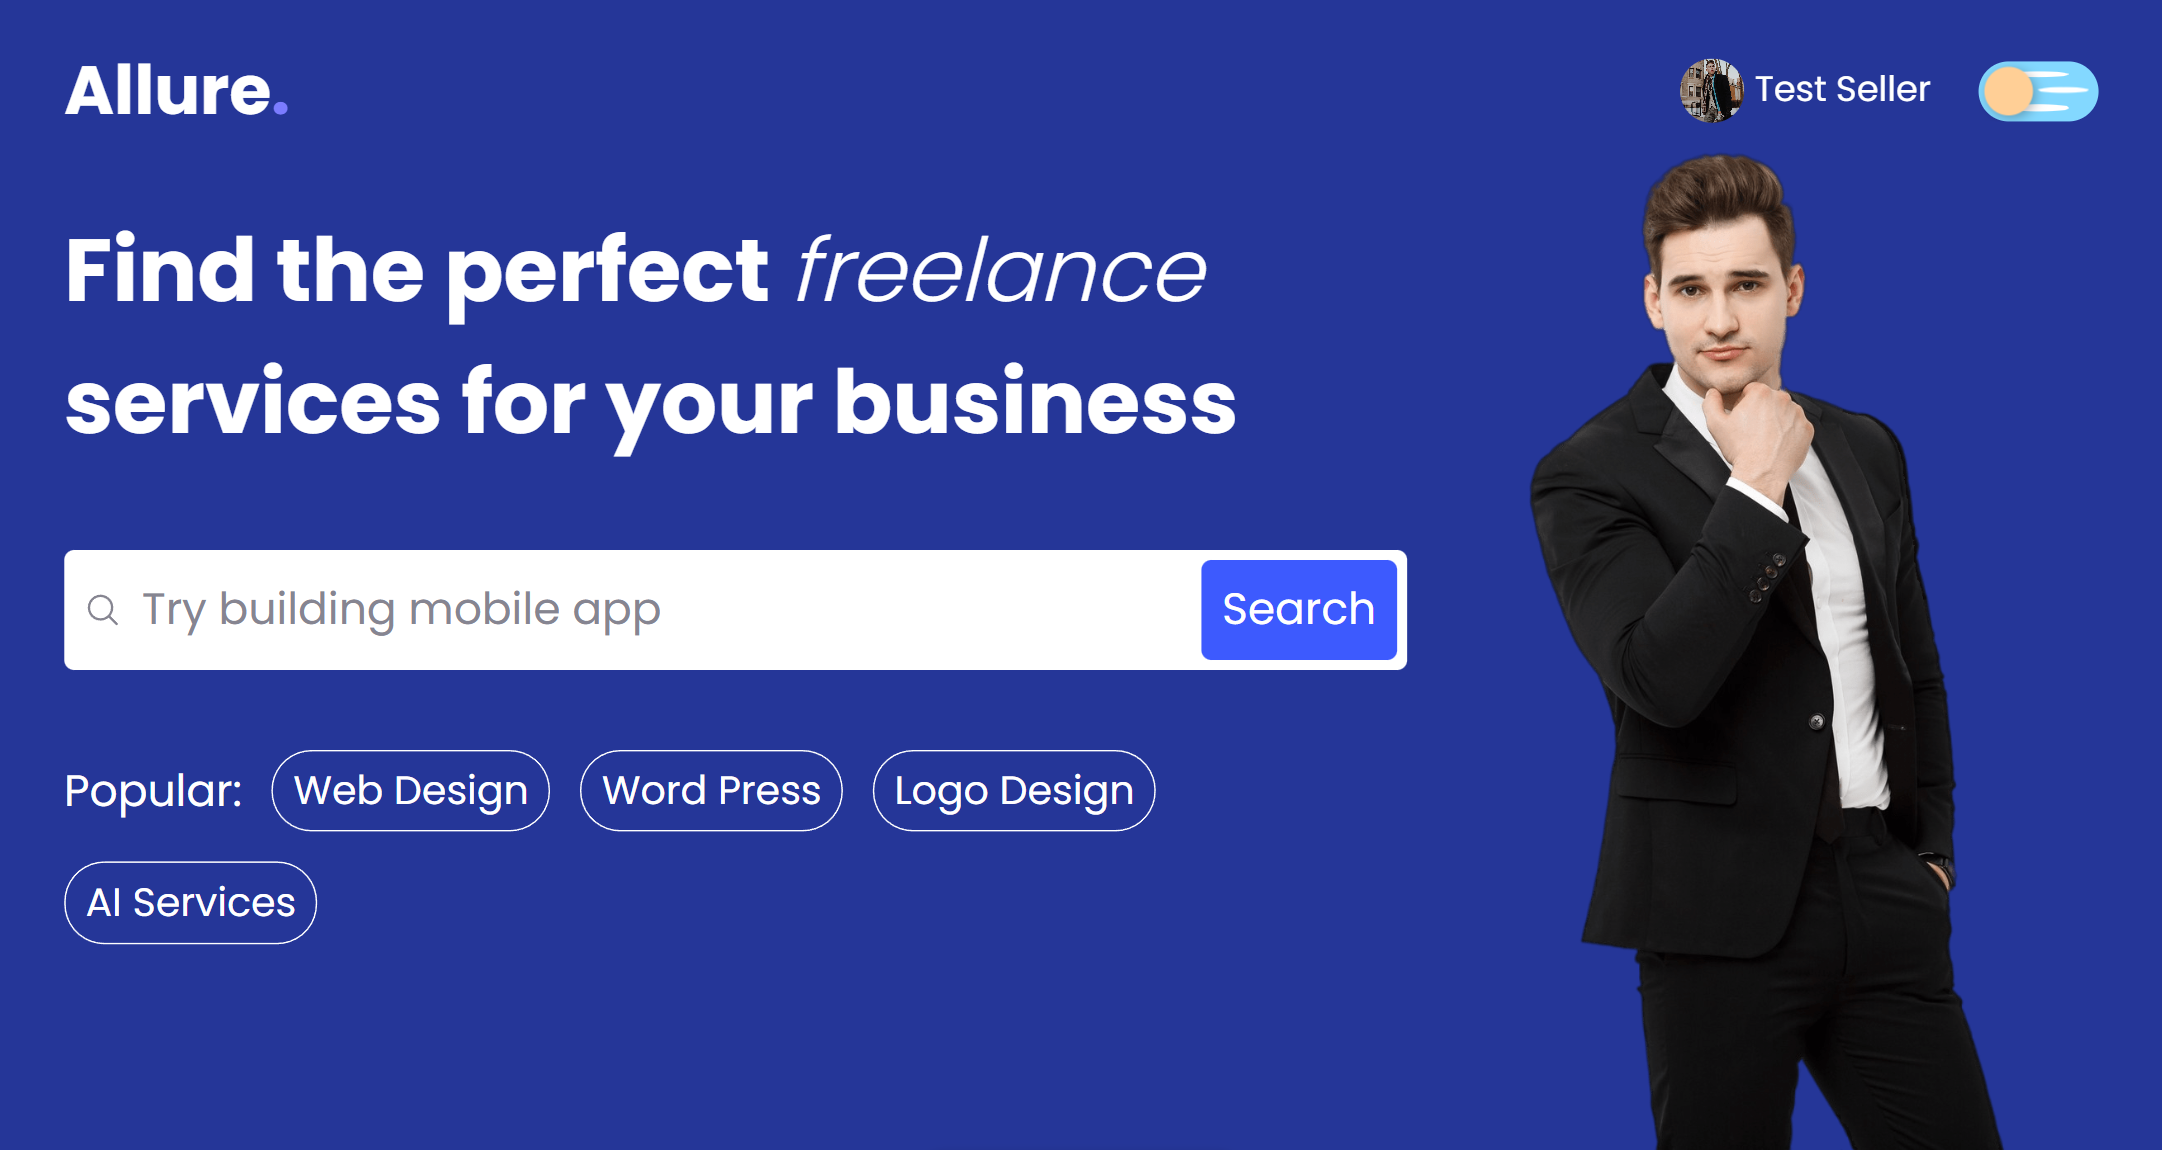 Allure.
Test Seller
Find the perfect freelance
services for your business
Try building mobile app
Search
Popular:
Web Design
Word Press
Logo Design
AI Services